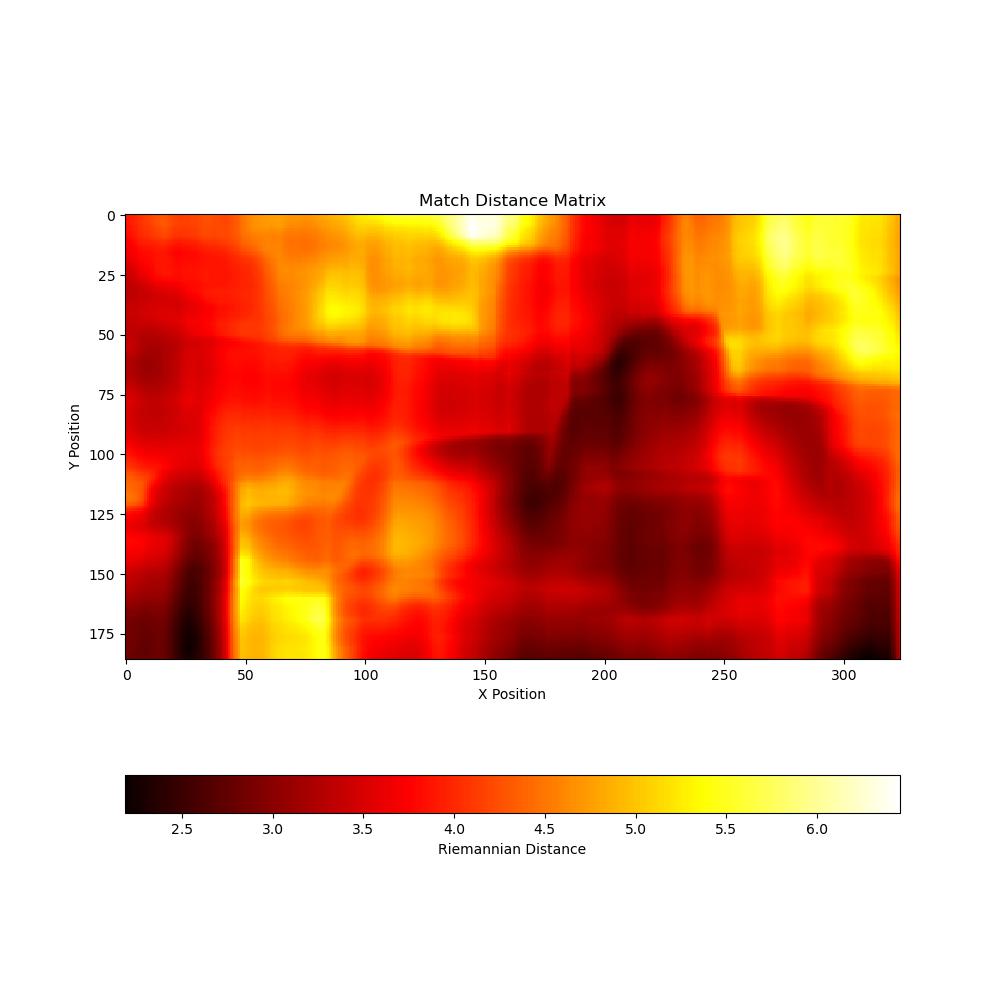 Match Distance Matrix
0
25
50
75
100
125
150
175
Y Position
0 50 100 150 200 250 300
X Position
2.5 3.0 3.5 4.0 4.5 5.0 5.5 6.0
Riemannian Distance